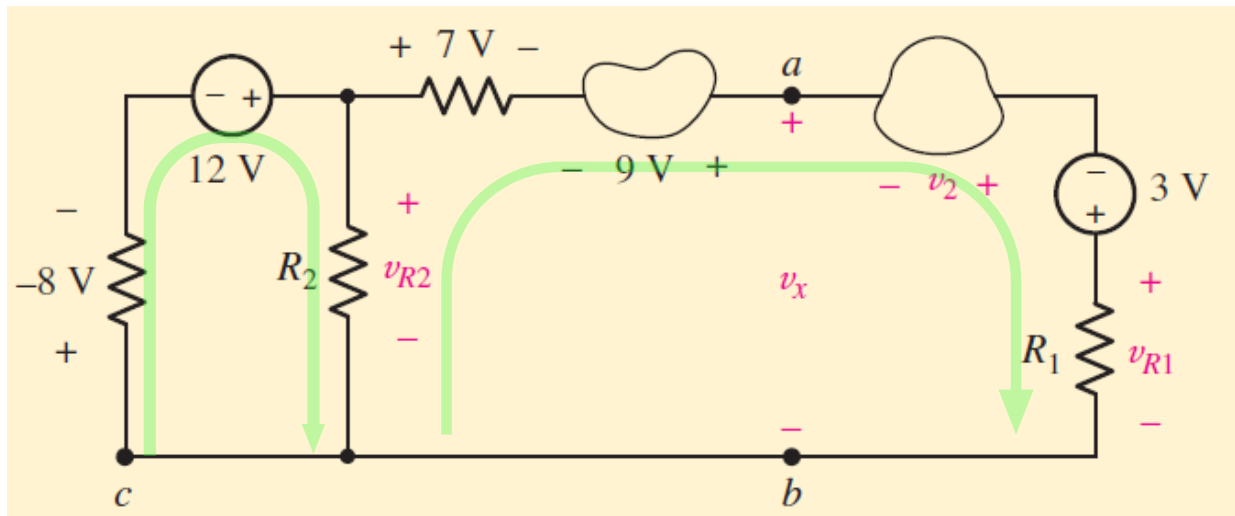 + 7 V –
a
– +
12 V
+
– 9 V +
– v2 +
–
+
3 V
–
–8 V
+
R2
+
vR2
–
vx
–
R1
+
vR1
–
c
b